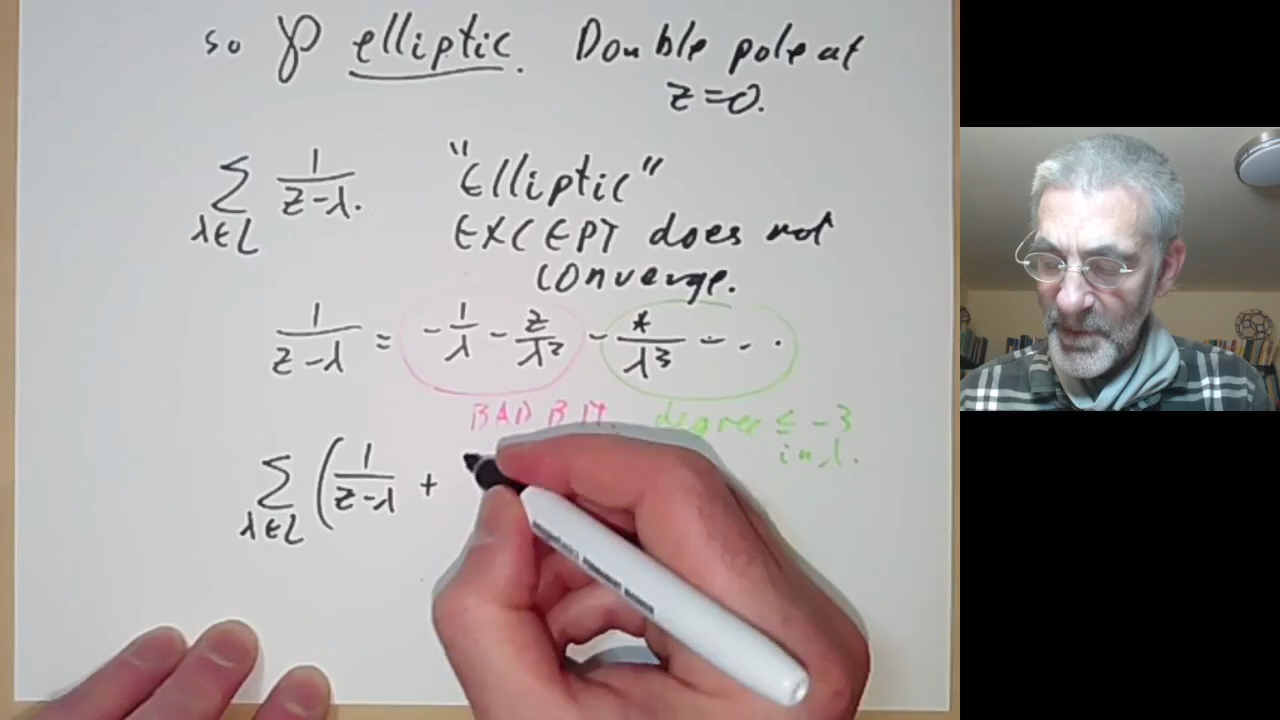 so ℘ elliptic. Double pole at
z=0.
∑_{λ∈L} 1/(z-λ). "Elliptic"
EXCEPT does not
converge.
1/(z-λ) = -1/λ - z/λ² - */λ³ - ...
BAD BIT. degree ≤ -3
in λ.
∑_{λ∈L} (1/(z-λ) +